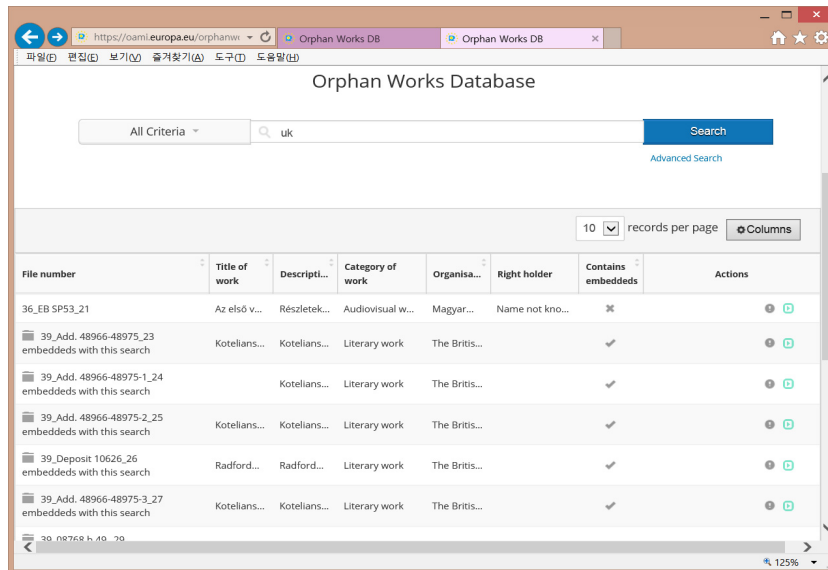 https://oami.europa.eu/orphanwo
Orphan Works DB
Orphan Works DB
파일(F) 편집(E) 보기(V) 즐겨찾기(A) 도구(T) 도움말(H)
Orphan Works Database
All Criteria
uk
Search
Advanced Search
10 records per page Columns
File number Title of work Descripti... Category of work Organisa... Right holder Contains embeddeds Actions
36_EB SP53_21 Az első v... Részletek... Audiovisual w... Magyar... Name not kno...
39_Add. 48966-48975_23 Kotelians... Kotelians... Literary work The Britis...
embeddeds with this search
39_Add. 48966-48975-1_24 Kotelians... Literary work The Britis...
embeddeds with this search
39_Add. 48966-48975-2_25 Kotelians... Kotelians... Literary work The Britis...
embeddeds with this search
39_Deposit 10626_26 Radford... Radford... Literary work The Britis...
embeddeds with this search
39_Add. 48966-48975-3_27 Kotelians... Kotelians... Literary work The Britis...
embeddeds with this search
125%